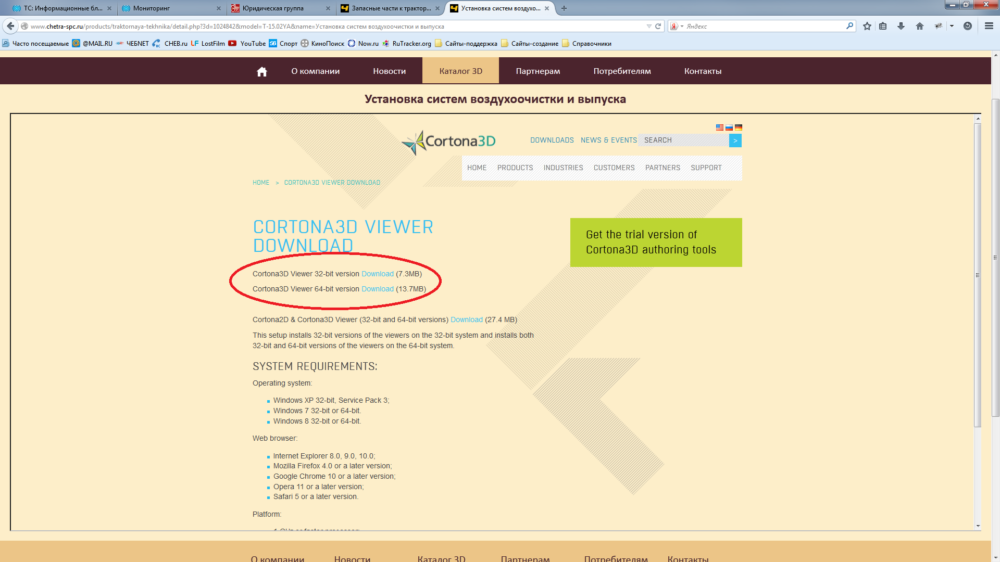 ТС: Информационные бл...
Мониторинг
Юридическая группа
Запасные части к трактор...
Установка систем воздухо...
www.chetra-spc.ru/products/traktornaya-tekhnika/detail.php?3d=1024842&model=T-15.02YA&name=Установка систем воздухоочистки и выпуска
Яндекс
Часто посещаемые
@MAIL.RU
ЧЕБNET
CHEB.ru
LostFilm
YouTube
Спорт
КиноПоиск
Now.ru
RuTracker.org
Сайты-поддержка
Сайты-создание
Справочники
О компании
Новости
Каталог 3D
Партнерам
Потребителям
Контакты
Установка систем воздухоочистки и выпуска
Cortona3D
DOWNLOADS
NEWS & EVENTS
SEARCH
>
HOME
PRODUCTS
INDUSTRIES
CUSTOMERS
PARTNERS
SUPPORT
HOME > CORTONA3D VIEWER DOWNLOAD
CORTONA3D VIEWER
DOWNLOAD
Get the trial version of
Cortona3D authoring tools
Cortona3D Viewer 32-bit version Download (7.3MB)
Cortona3D Viewer 64-bit version Download (13.7MB)
Cortona2D & Cortona3D Viewer (32-bit and 64-bit versions) Download (27.4 MB)
This setup installs 32-bit versions of the viewers on the 32-bit system and installs both
32-bit and 64-bit versions of the viewers on the 64-bit system.
SYSTEM REQUIREMENTS:
Operating system:
Windows XP 32-bit, Service Pack 3;
Windows 7 32-bit or 64-bit.
Windows 8 32-bit or 64-bit.
Web browser:
Internet Explorer 8.0, 9.0, 10.0;
Mozilla Firefox 4.0 or a later version;
Google Chrome 10 or a later version;
Opera 11 or a later version;
Safari 5 or a later version.
Platform:
О компании
Новости
Каталог 3D
Партнерам
Потребителям
Контакты